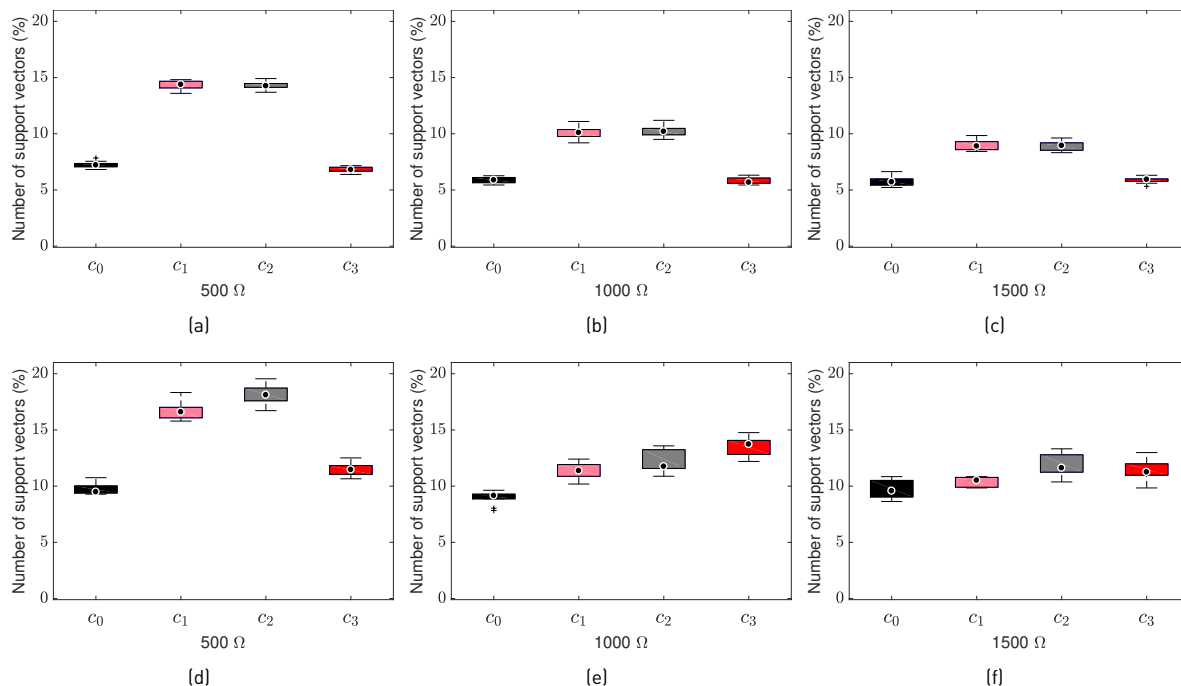 Number of support vectors (%)
20
15
10
5
0
c0 c1 c2 c3
500 Ω
(a)
Number of support vectors (%)
20
15
10
5
0
c0 c1 c2 c3
1000 Ω
(b)
Number of support vectors (%)
20
15
10
5
0
c0 c1 c2 c3
1500 Ω
(c)
Number of support vectors (%)
20
15
10
5
0
c0 c1 c2 c3
500 Ω
(d)
Number of support vectors (%)
20
15
10
5
0
c0 c1 c2 c3
1000 Ω
(e)
Number of support vectors (%)
20
15
10
5
0
c0 c1 c2 c3
1500 Ω
(f)